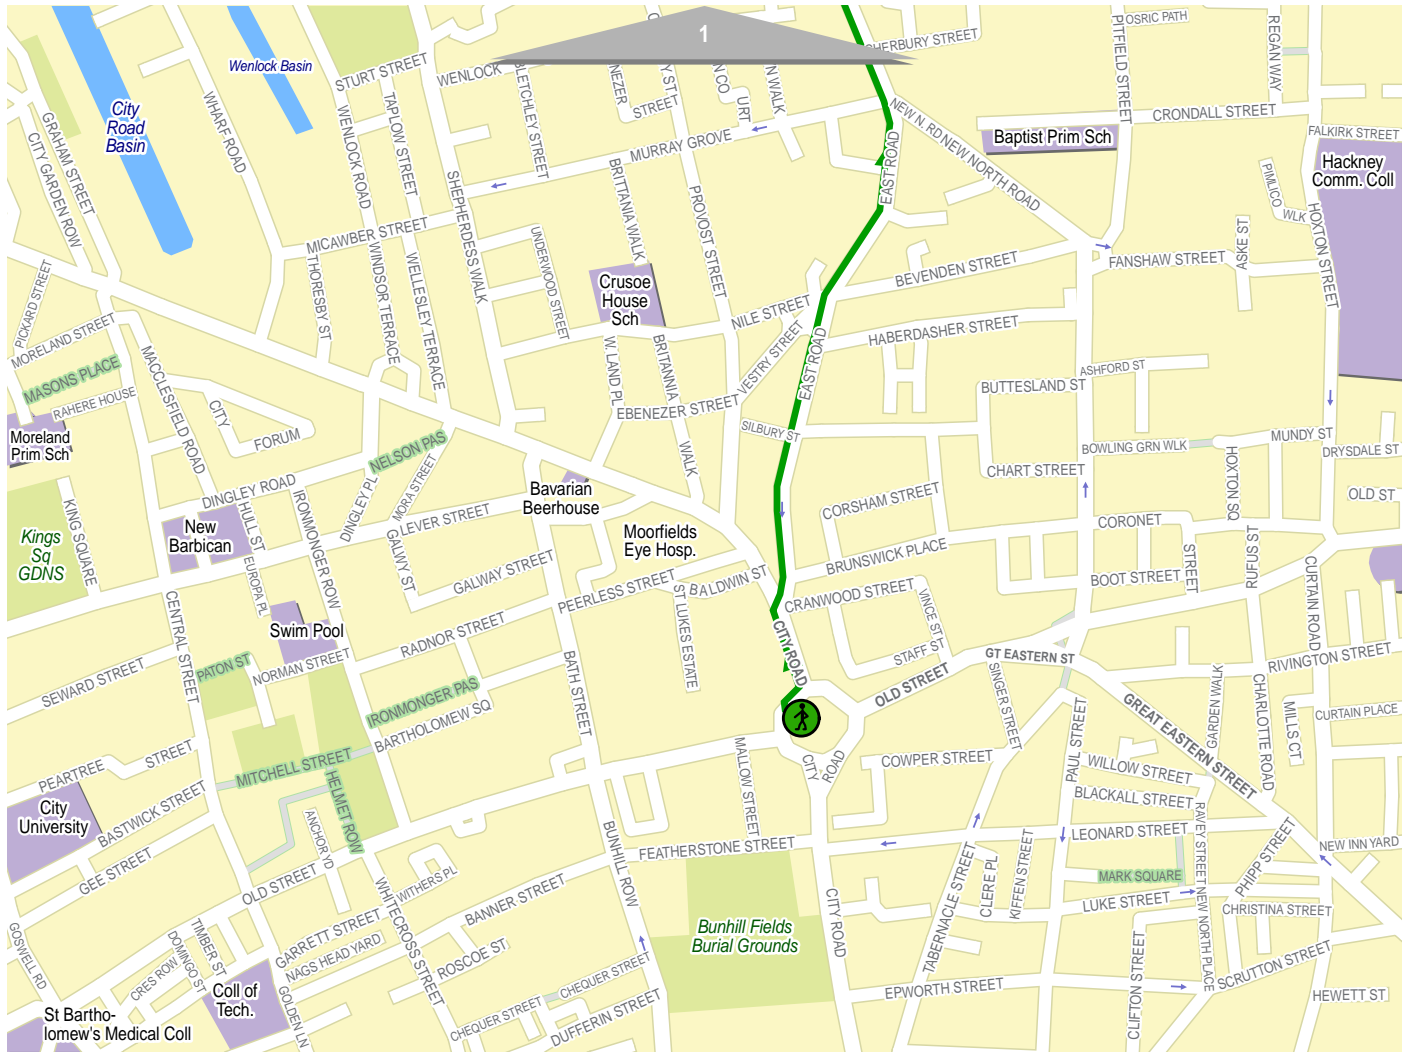 1
OSRIC PATH
PITFIELD STREET
REGAN WAY
CHERBURY STREET
Wenlock Basin
STURT STREET
WENLOCK
BLETCHLEY STREET
STREET
URT
N WALK
City
Road
Basin
WHARF ROAD
WENLOCK ROAD
TAPLOW STREET
GRAHAM STREET
CITY GARDEN ROW
NEW N. RD
NEW NORTH ROAD
CRONDALL STREET
FALKIRK STREET
Baptist Prim Sch
Hackney
Comm. Coll
MURRAY GROVE
EAST ROAD
SHEPHERDESS WALK
BRITTANIA WALK
PROVOST STREET
PIMLICO
WLK
HOXTON STREET
ASKE ST
MICAWBER STREET
UNDERWOOD STREET
THORESBY ST
WINDSOR TERRACE
WELLESLEY TERRACE
BEVENDEN STREET
FANSHAW STREET
Crusoe
House
Sch
NILE STREET
VESTRY STREET
EAST ROAD
HABERDASHER STREET
PICKARD STREET
MORELAND STREET
MASONS PLACE
RAHERE HOUSE
MACCLESFIELD ROAD
W. LAND PL
BRITANNIA
WALK
EBENEZER STREET
SILBURY ST
BUTTESLAND ST
ASHFORD ST
CITY
FORUM
Moreland
Prim Sch
NELSON PAS
BOWLING GRN WLK
MUNDY ST
DRYSDALE ST
HOXTON SQ
CHART STREET
OLD ST
DINGLEY ROAD
DINGLEY PL
MORA STREET
IRONMONGER ROW
HULL ST
KING SQUARE
Kings
Sq
GDNS
New
Barbican
LEVER STREET
Bavarian
Beerhouse
Moorfields
Eye Hosp.
CORSHAM STREET
CORONET
STREET
RUFUS ST
BRUNSWICK PLACE
BOOT STREET
CURTAIN ROAD
EUROPA PL
GALWY ST
GALWAY STREET
PEERLESS STREET
BALDWIN ST
ST LUKES ESTATE
CRANWOOD STREET
VINCE ST
STAFF ST
CITY ROAD
CENTRAL STREET
Swim Pool
RADNOR STREET
NORMAN STREET
PATON ST
SEWARD STREET
BATH STREET
IRONMONGER PAS
BARTHOLOMEW SQ
OLD STREET
GT EASTERN ST
SINGER STREET
RIVINGTON STREET
GARDEN WALK
CHARLOTTE ROAD
MILLS CT
CURTAIN PLACE
GREAT EASTERN STREET
PAUL STREET
MALLOW STREET
CITY
ROAD
COWPER STREET
WILLOW STREET
BLACKALL STREET
RAVEY STREET
LEONARD STREET
PHIPP STREET
NEW INN YARD
PEARTREE
STREET
MITCHELL STREET
HELMET ROW
City
University
BASTWICK STREET
GEE STREET
ANCHOR YD
OLD STREET
BUNHILL ROW
FEATHERSTONE STREET
CLERE PL
KIFFEN STREET
MARK SQUARE
LUKE STREET
NEW NORTH PLACE
CHRISTINA STREET
TABERNACLE STREET
WITHERS PL
WHITECROSS STREET
BANNER STREET
GARRETT STREET
NAGS HEAD YARD
ROSCOE ST
Bunhill Fields
Burial Grounds
CITY ROAD
GOSWELL RD
TIMBER ST
DOMINGO ST
CRES ROW
Coll of
Tech.
GOLDEN LN
CHEQUER STREET
CHEQUER STREET
DUFFERIN STREET
EPWORTH STREET
CLIFTON STREET
SCRUTTON STREET
HEWETT ST
St Bartho-
lomew's Medical Coll